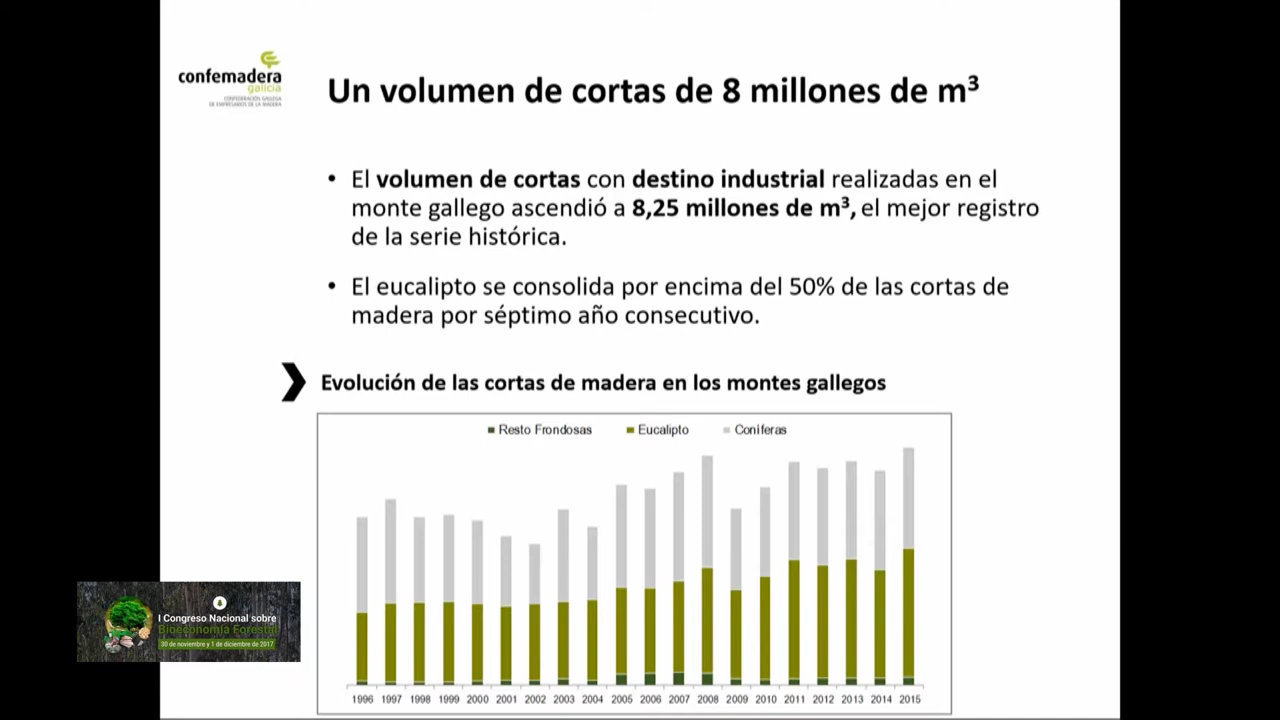 confemadera
galicia
CONFEDERACIÓN GALLEGA
DE EMPRESARIOS DE LA MADERA
Un volumen de cortas de 8 millones de m³
• El volumen de cortas con destino industrial realizadas en el
monte gallego ascendió a 8,25 millones de m³, el mejor registro
de la serie histórica.
• El eucalipto se consolida por encima del 50% de las cortas de
madera por séptimo año consecutivo.
Evolución de las cortas de madera en los montes gallegos
Resto Frondosas Eucalipto Coníferas
1996 1997 1998 1999 2000 2001 2002 2003 2004 2005 2006 2007 2008 2009 2010 2011 2012 2013 2014 2015
I Congreso Nacional sobre
Bioeconomía Forestal
30 de noviembre y 1 de diciembre de 2017